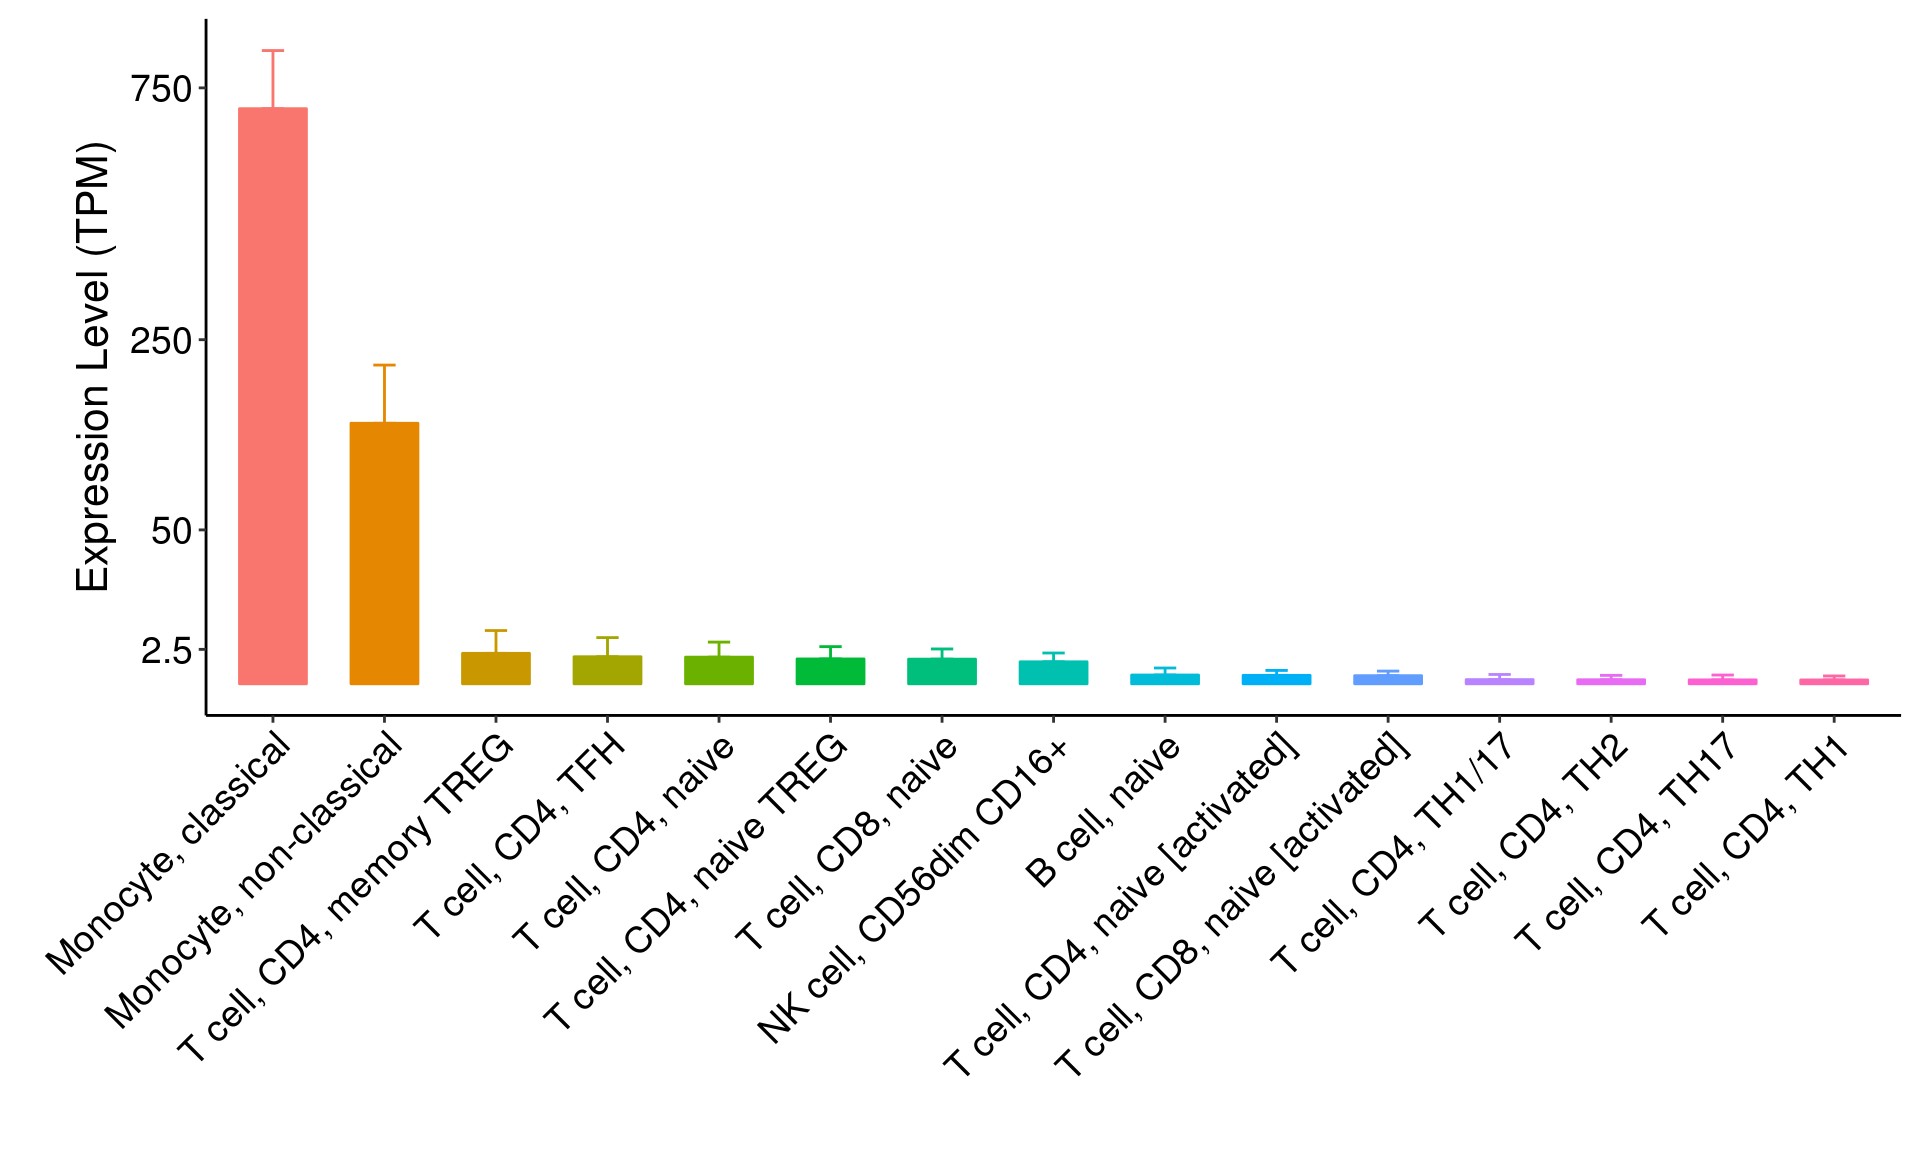 Expression Level (TPM)
750
250
50
2.5
Monocyte, classical
Monocyte, non-classical
T cell, CD4, memory TREG
T cell, CD4, TFH
T cell, CD4, naive
T cell, CD4, naive TREG
T cell, CD8, naive
NK cell, CD56dim CD16+
B cell, naive
T cell, CD4, naive [activated]
T cell, CD8, naive [activated]
T cell, CD4, TH1/17
T cell, CD4, TH2
T cell, CD4, TH17
T cell, CD4, TH1